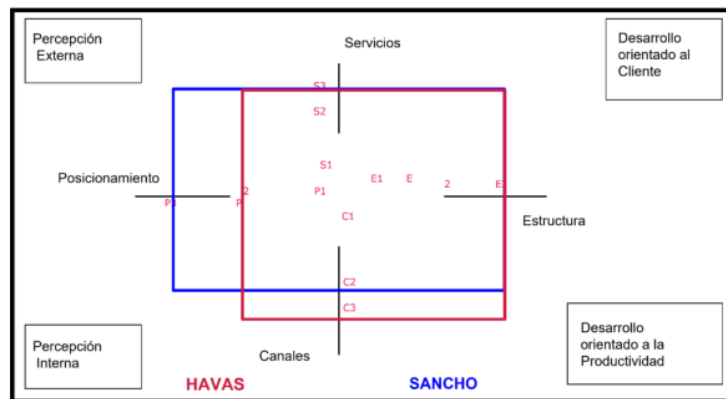 Percepción
Externa
Servicios
Desarrollo
orientado al
Cliente
S3
S2
S1
Posicionamiento
E1 E 2
2
P1
P
C1
Estructura
C2
C3
Percepción
Interna
Canales
Desarrollo
orientado a la
Productividad
HAVAS
SANCHO